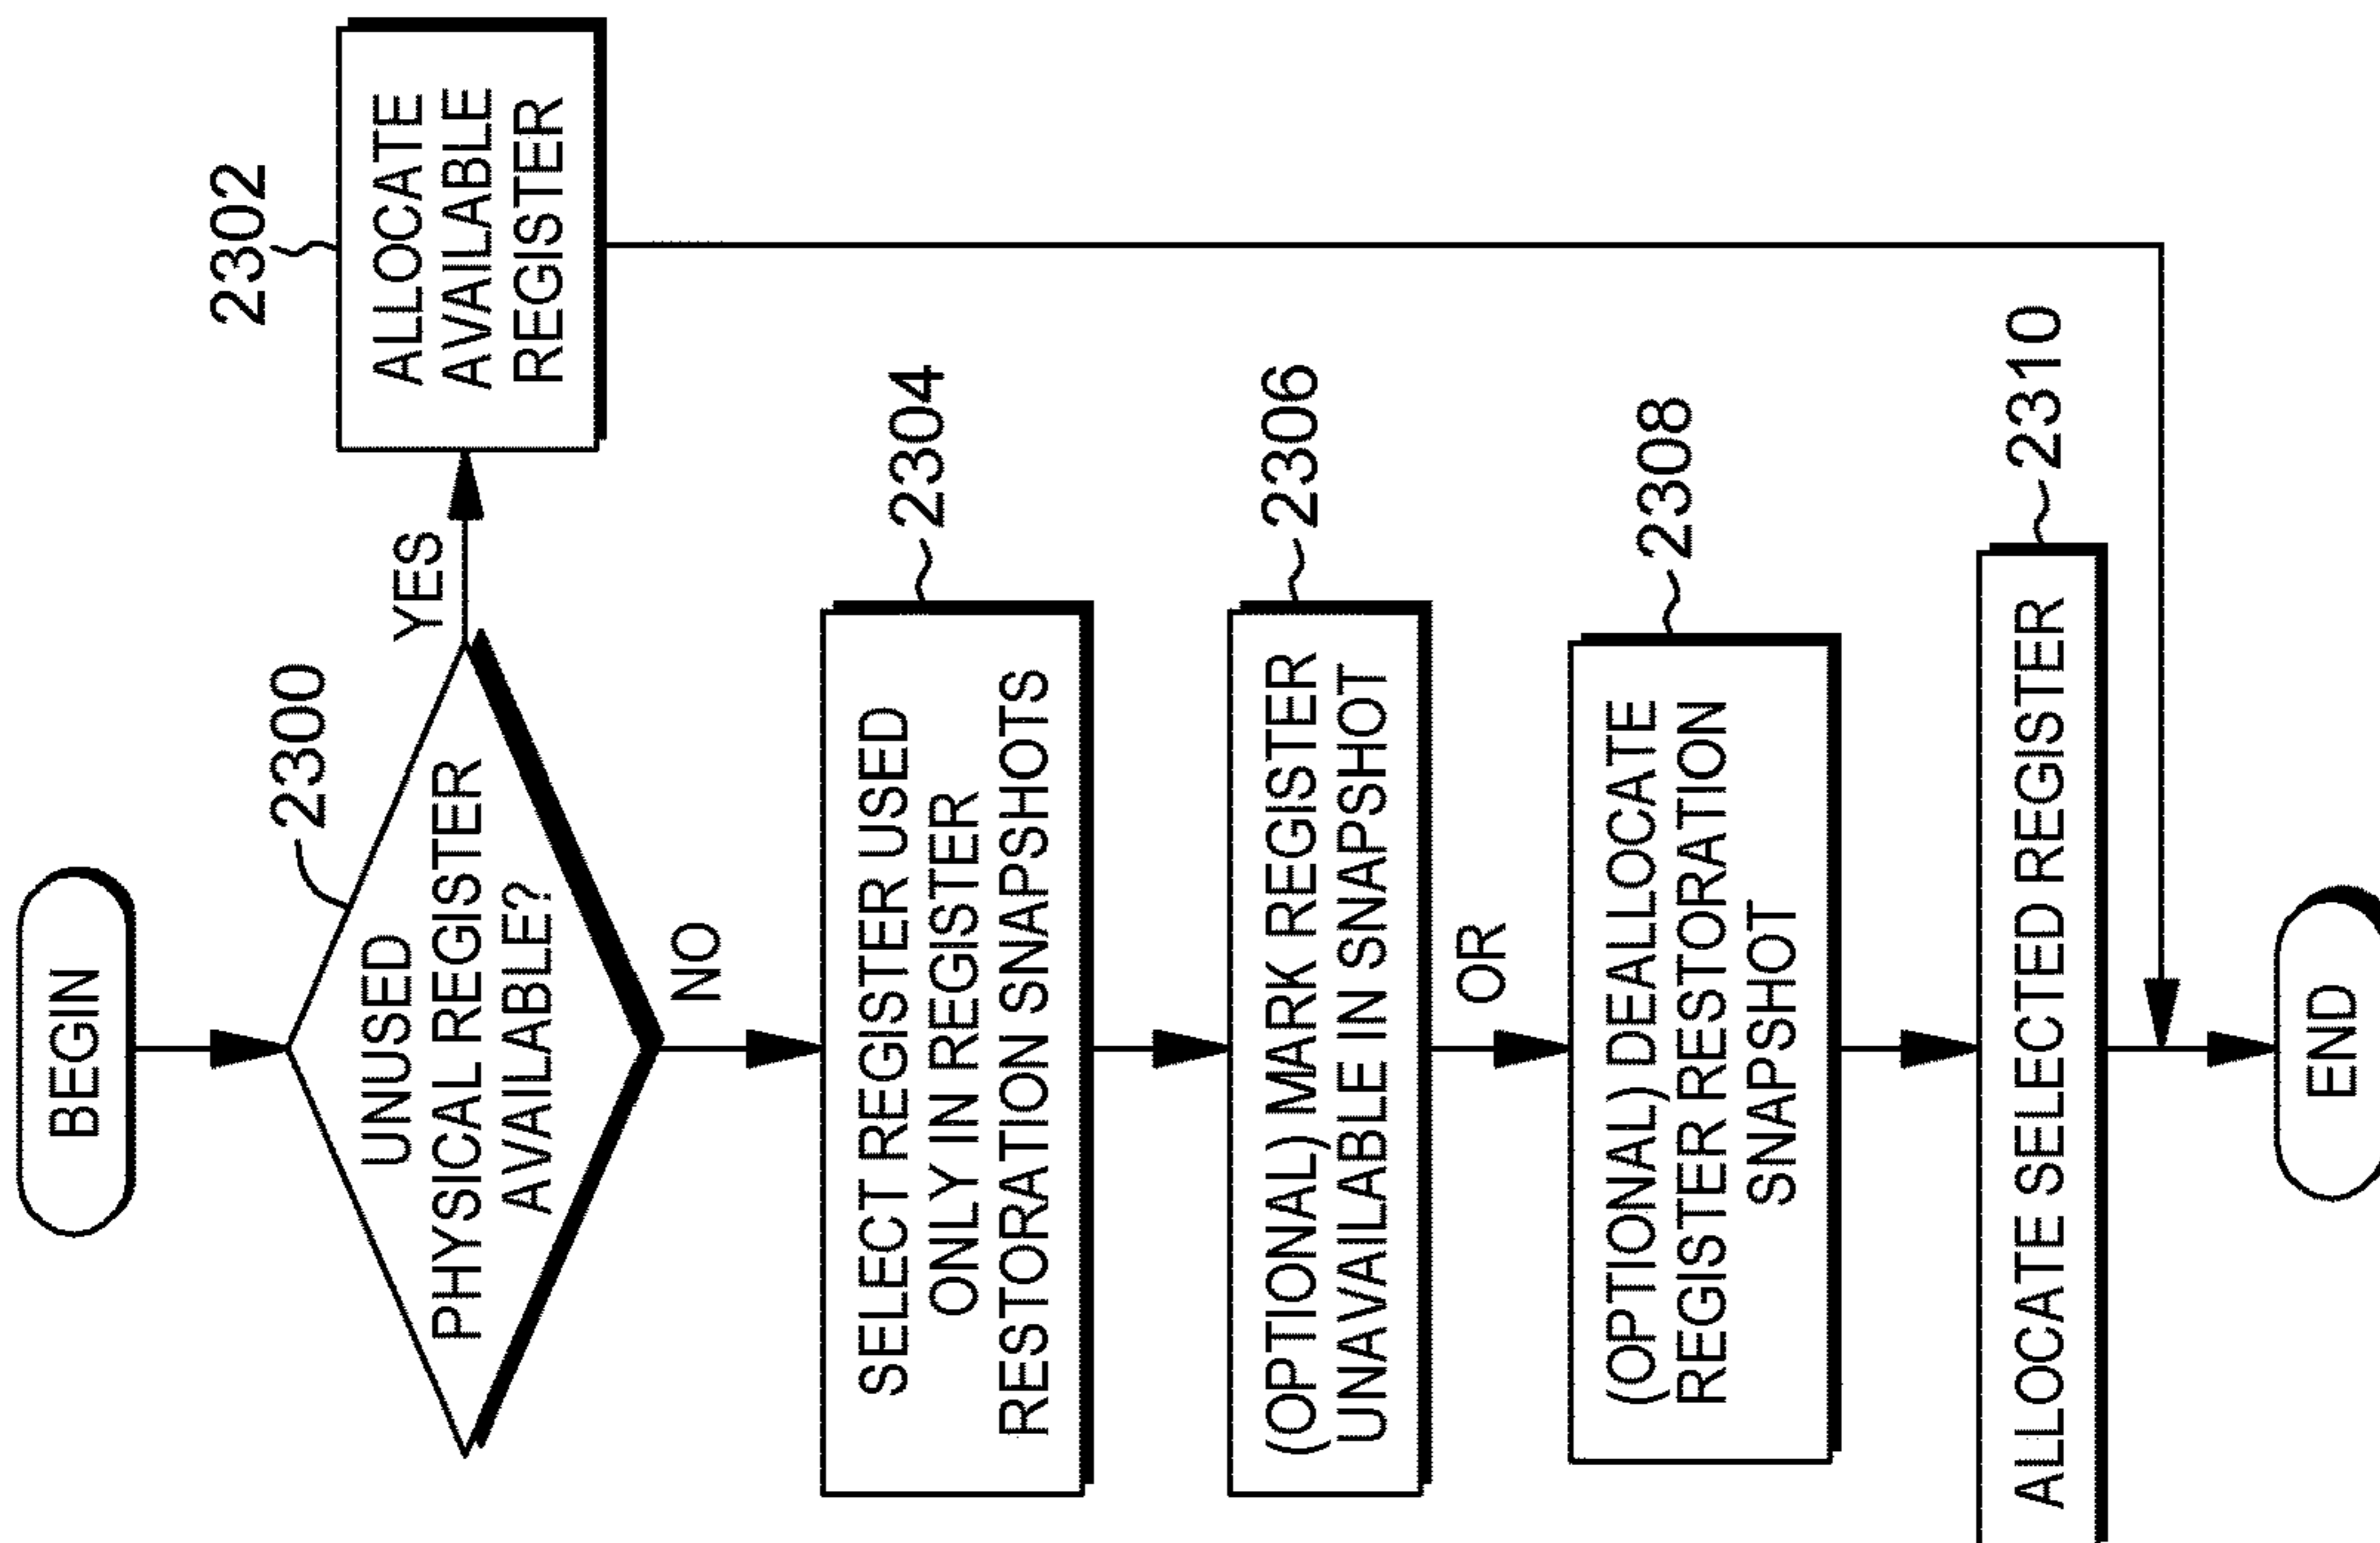 BEGIN
2300
UNUSED
PHYSICAL REGISTER
AVAILABLE?
YES
2302
ALLOCATE
AVAILABLE
REGISTER
NO
2304
SELECT REGISTER USED
ONLY IN REGISTER
RESTORATION SNAPSHOTS
2306
(OPTIONAL) MARK REGISTER
UNAVAILABLE IN SNAPSHOT
OR
2308
(OPTIONAL) DEALLOCATE
REGISTER RESTORATION
SNAPSHOT
2310
ALLOCATE SELECTED REGISTER
END